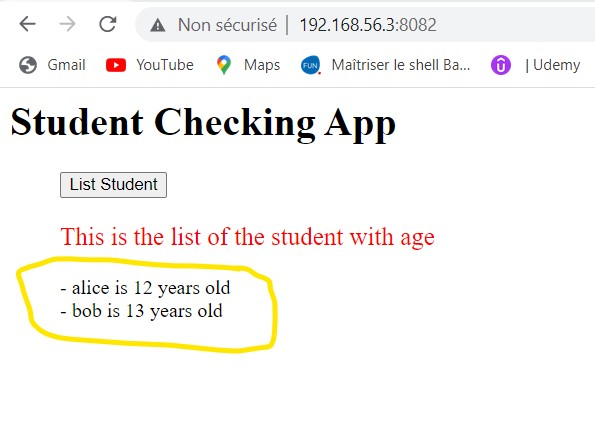 Non sécurisé | 192.168.56.3:8082
Gmail YouTube Maps FUN Maîtriser le shell Ba... | Udemy
Student Checking App
List Student
This is the list of the student with age
- alice is 12 years old
- bob is 13 years old